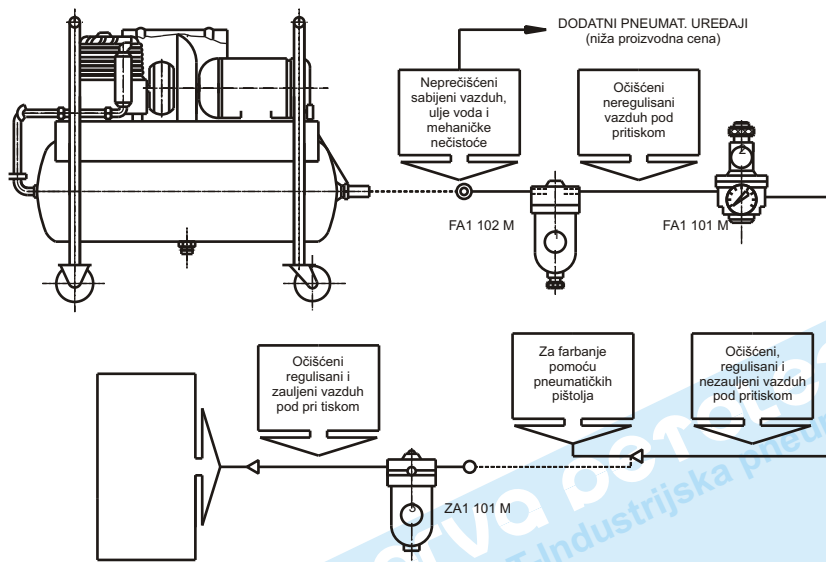 DODATNI PNEUMAT. UREĐAJI
(niža proizvodna cena)
Neprečišćeni
sabijeni vazduh,
ulje voda i
mehaničke
nečistoće
Očišćeni
neregulisani
vazduh pod
pritiskom
FA1 102 M
FA1 101 M
Očišćeni
regulisani i
zauljeni vazduh
pod pri tiskom
Za farbanje
pomoću
pneumatičkih
pištolja
Očišćeni,
regulisani i
nezauljeni vazduh
pod pritiskom
ZA1 101 M
Industrijska